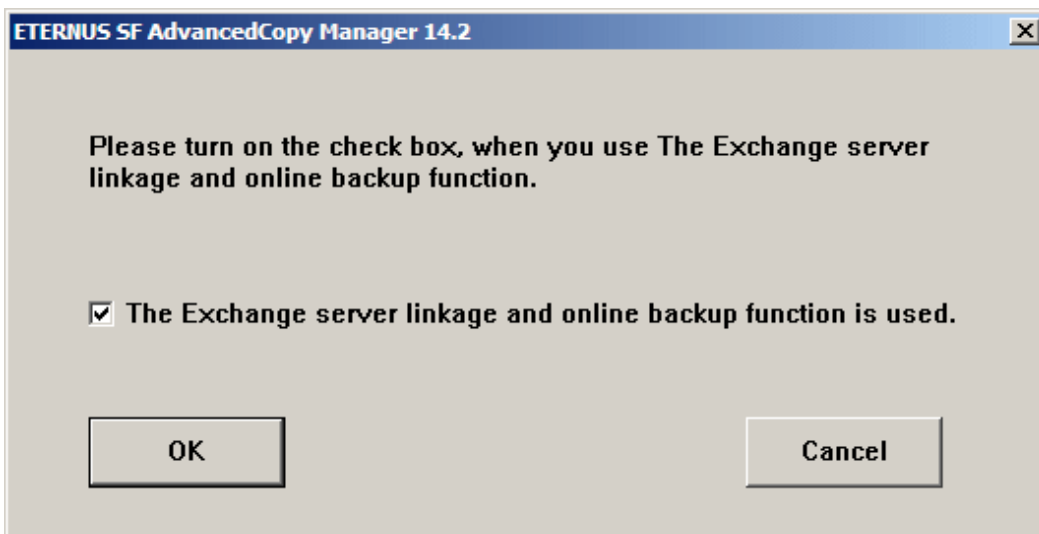 ETERNUS SF AdvancedCopy Manager 14.2
Please turn on the check box, when you use The Exchange server
linkage and online backup function.
The Exchange server linkage and online backup function is used.
OK
Cancel